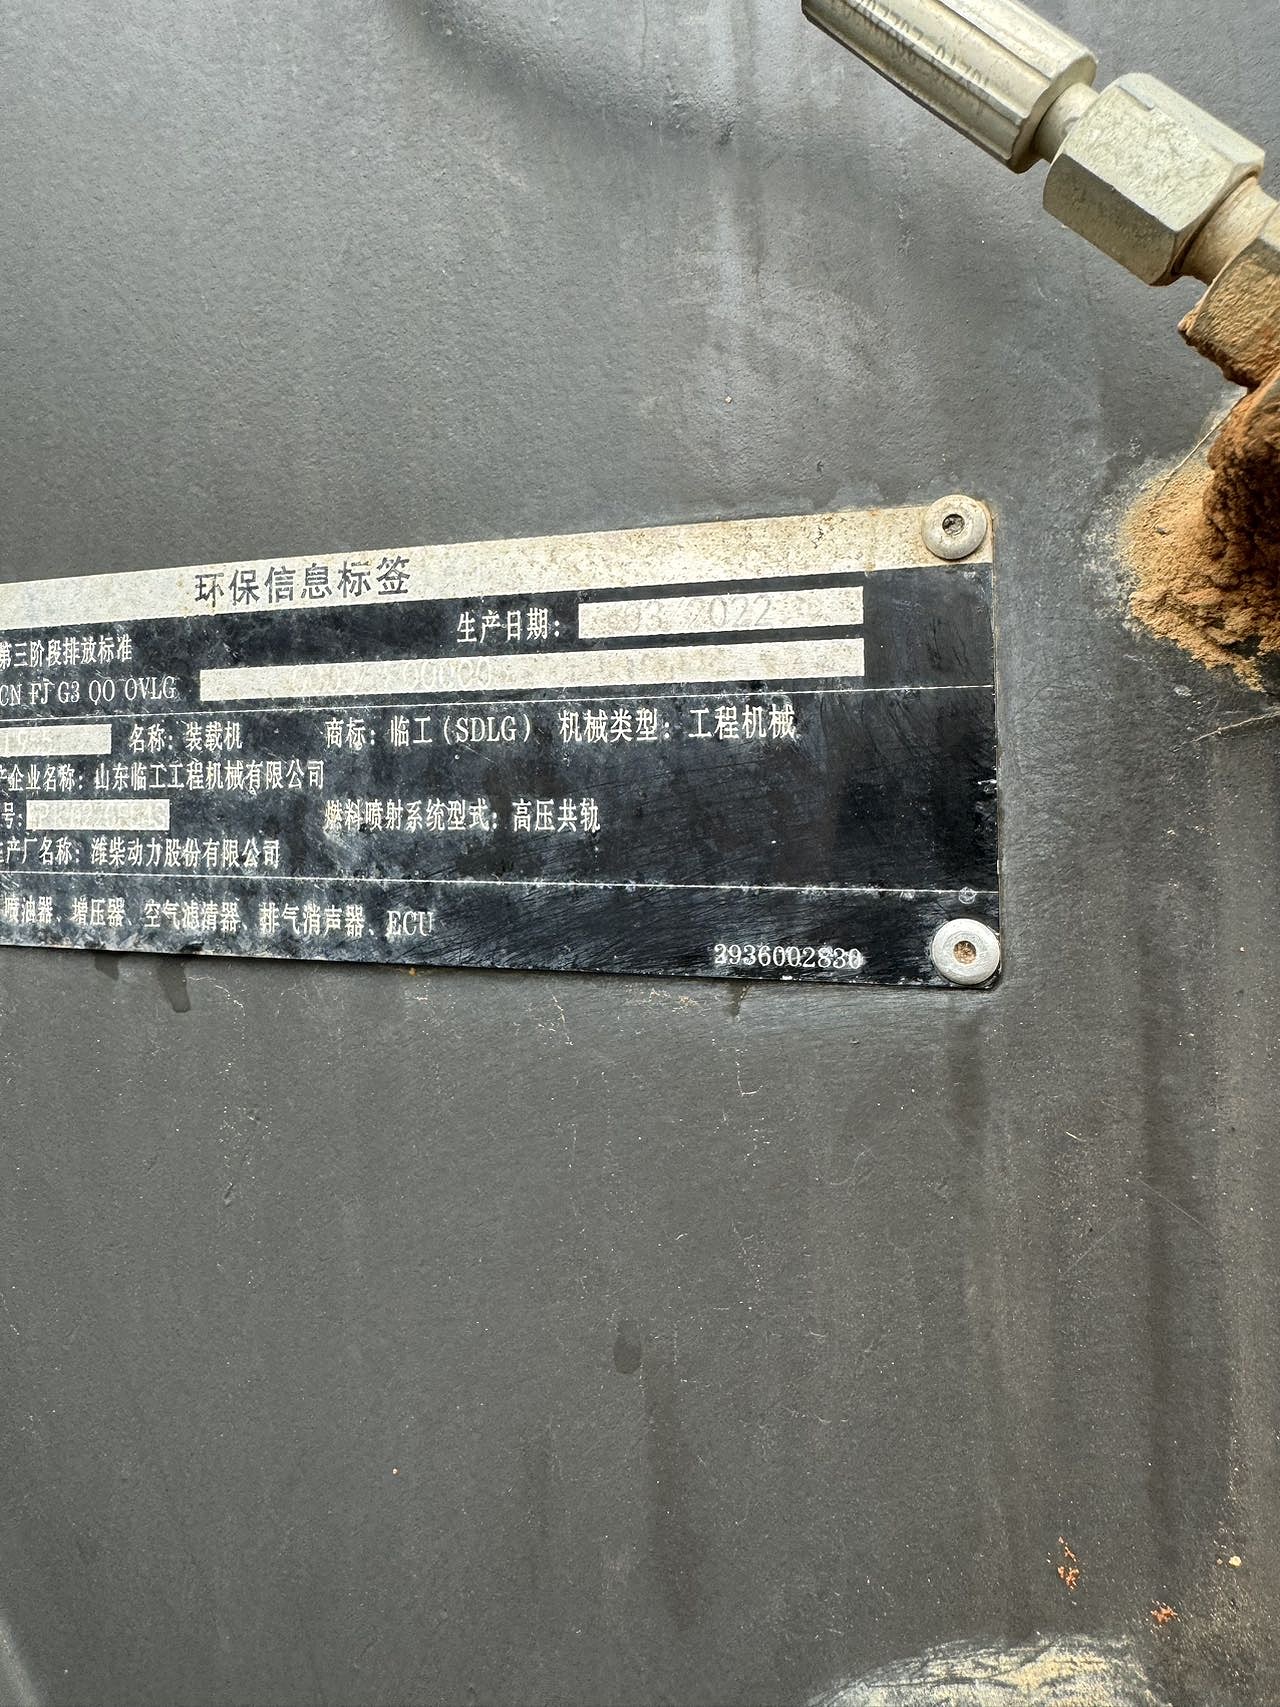 环保信息标签
生产日期: 03/2022
第三阶段排放标准
CN FJ G3 00 0VLG
名称: 装载机 商标: 临工(SDLG) 机械类型: 工程机械
产企业名称: 山东临工工程机械有限公司
号: 燃料喷射系统型式: 高压共轨
生产厂名称: 潍柴动力股份有限公司
喷油器、增压器、空气滤清器、排气消声器、ECU
2936002830